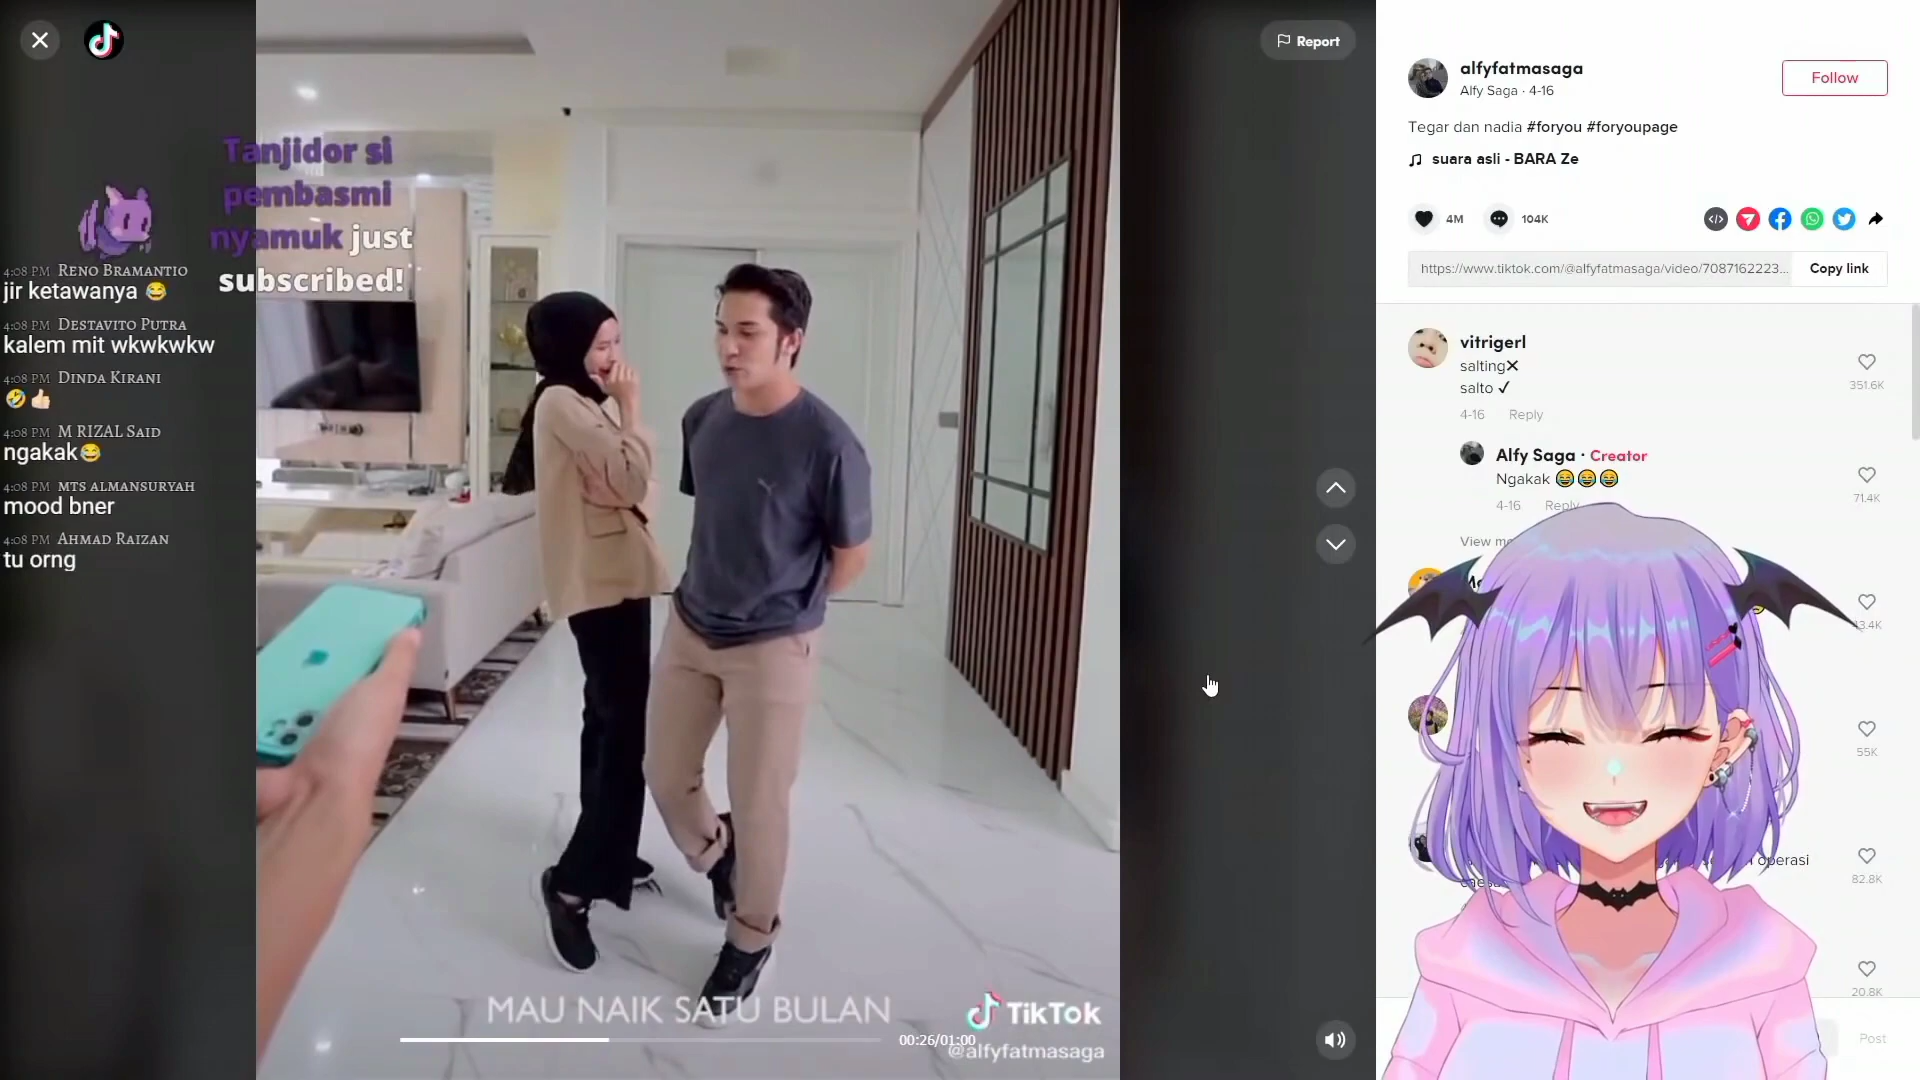 Report
Tanjidor si
pembasmi
nyamuk just
subscribed!
4:08 PM Reno Bramantio
jir ketawanya 😂
4:08 PM Destavito Putra
kalem mit wkwkwkw
4:08 PM Dinda Kirani
🤣👍🏻
4:08 PM M RIZAL Said
ngakak😂
4:08 PM mts almansuryah
mood bner
4:08 PM Ahmad Raizan
tu orng
MAU NAIK SATU BULAN
TikTok
00:26/01:00
@alfyfatmasaga
alfyfatmasaga
Alfy Saga · 4-16
Follow
Tegar dan nadia #foryou #foryoupage
suara asli - BARA Ze
4M
104K
https://www.tiktok.com/@alfyfatmasaga/video/7087162223...
Copy link
vitrigerl
salting✕
salto ✓
351.6K
4-16 Reply
Alfy Saga · Creator
Ngakak 😂😂😂
71.4K
4-16 Reply
View
13.4K
55K
operasi
82.8K
20.8K
Post